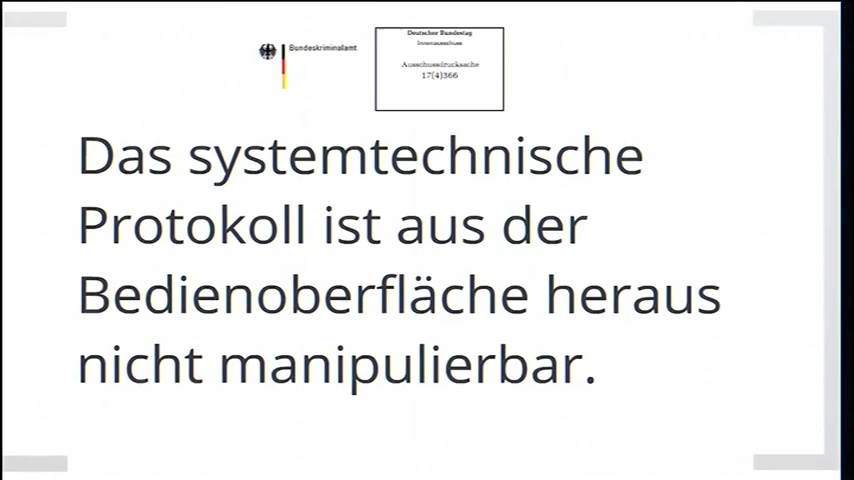 Bundeskriminalamt
Deutscher Bundestag
Innenausschuss
Ausschussdrucksache
17(4)366
Das systemtechnische
Protokoll ist aus der
Bedienoberfläche heraus
nicht manipulierbar.